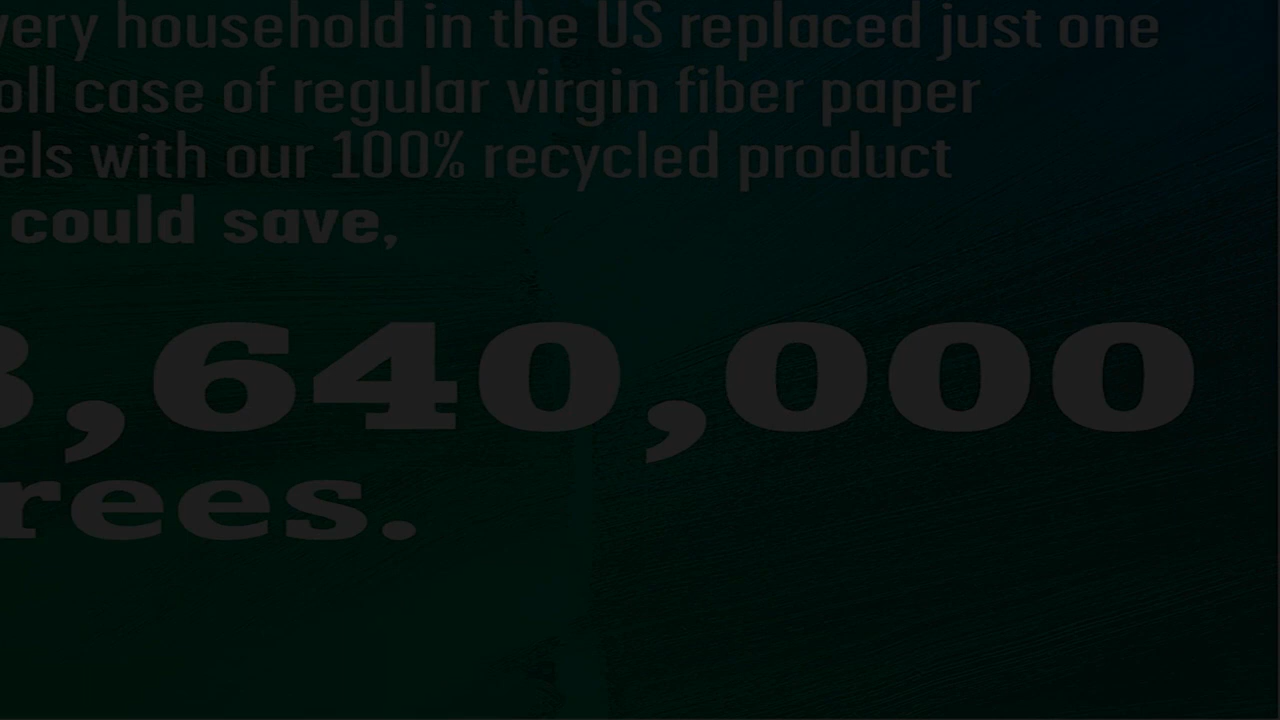 very household in the US replaced just one
oll case of regular virgin fiber paper
els with our 100% recycled product
could save,
3,640,000
rees.